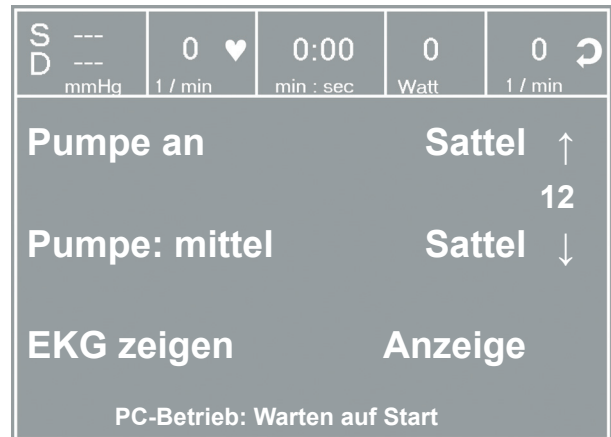 S --- 0 ♥ 0:00 0 0
D ---
mmHg 1 / min min : sec Watt 1 / min
Pumpe an Sattel ↑
12
Pumpe: mittel Sattel ↓
EKG zeigen Anzeige
PC-Betrieb: Warten auf Start